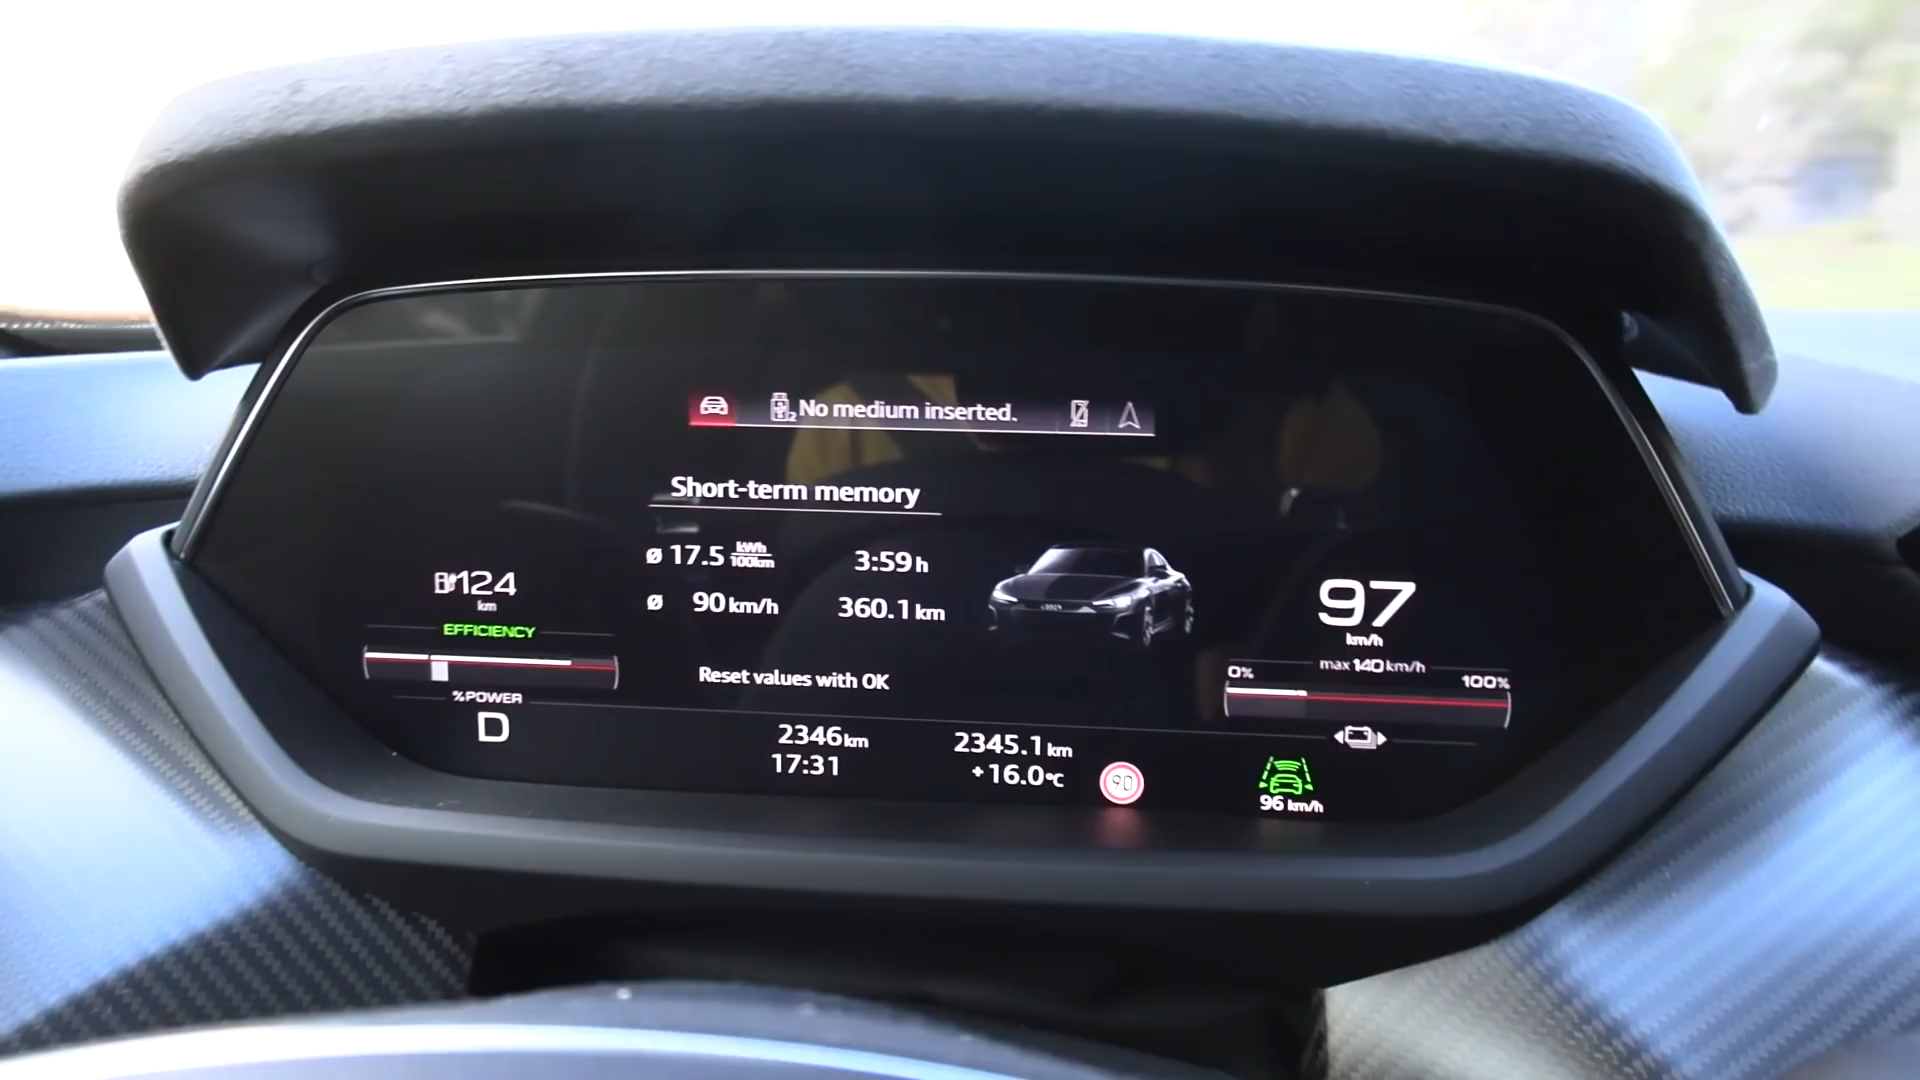 No medium inserted.
Short-term memory
ø 17.5 kWh/100km 3:59 h
ø 90 km/h 360.1 km
Reset values with OK
124
km
EFFICIENCY
%POWER
D
97
km/h
max 140 km/h
0% 100%
2346 km 2345.1 km
17:31 +16.0°C
90
96 km/h